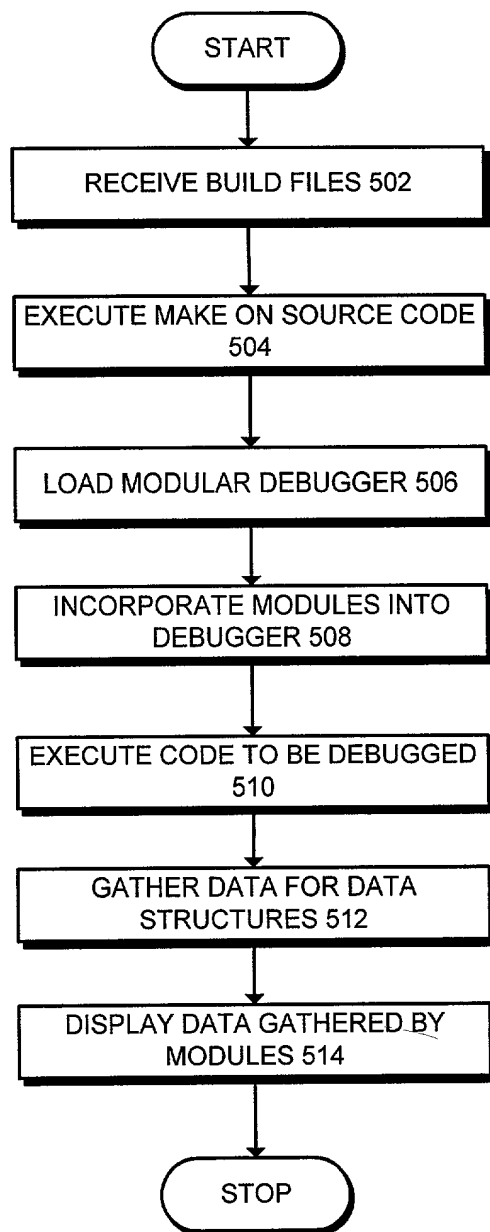 START
RECEIVE BUILD FILES 502
EXECUTE MAKE ON SOURCE CODE
504
LOAD MODULAR DEBUGGER 506
INCORPORATE MODULES INTO
DEBUGGER 508
EXECUTE CODE TO BE DEBUGGED
510
GATHER DATA FOR DATA
STRUCTURES 512
DISPLAY DATA GATHERED BY
MODULES 514
STOP